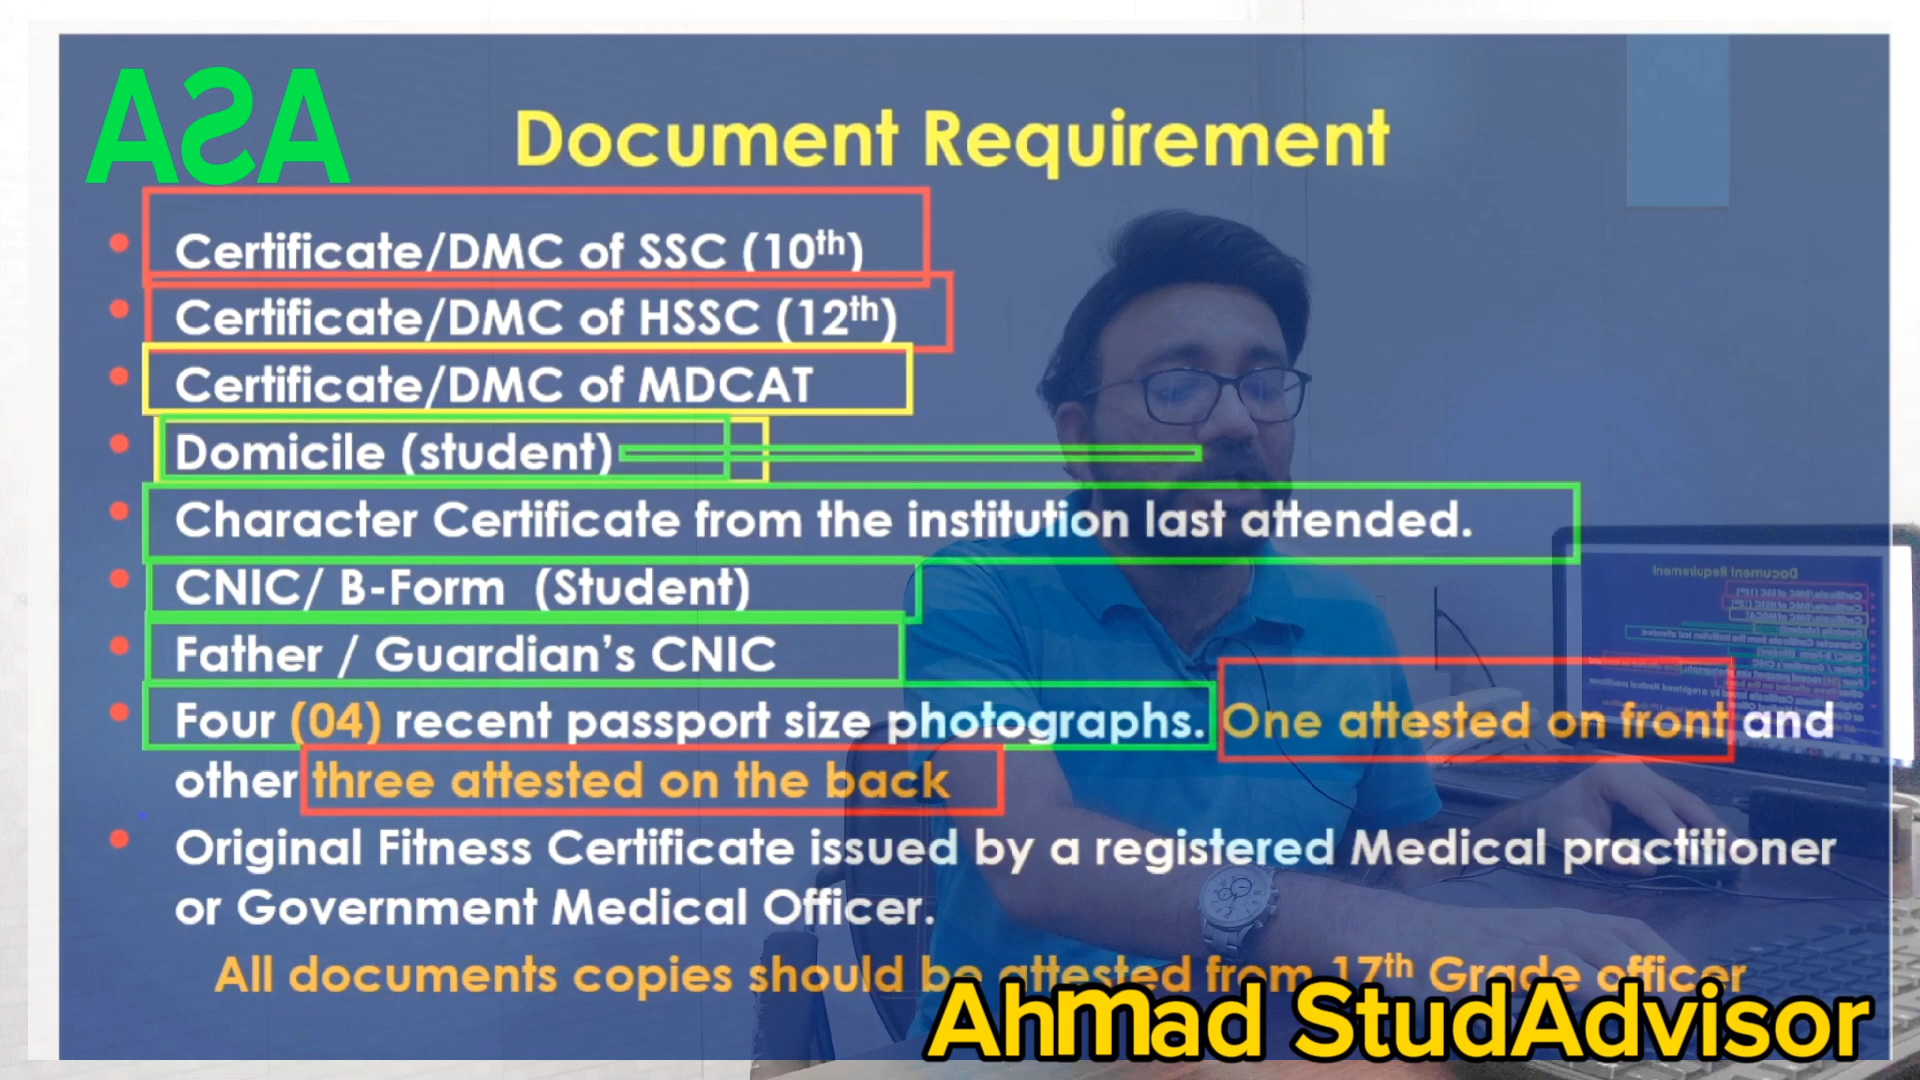 ASA
Document Requirement
• Certificate/DMC of SSC (10th)
• Certificate/DMC of HSSC (12th)
• Certificate/DMC of MDCAT
• Domicile (student)
• Character Certificate from the institution last attended.
• CNIC/ B-Form (Student)
• Father / Guardian's CNIC
• Four (04) recent passport size photographs. One attested on front and
other three attested on the back
• Original Fitness Certificate issued by a registered Medical practitioner
or Government Medical Officer.
All documents copies should be attested from 17th Grade officer
Ahmad StudAdvisor